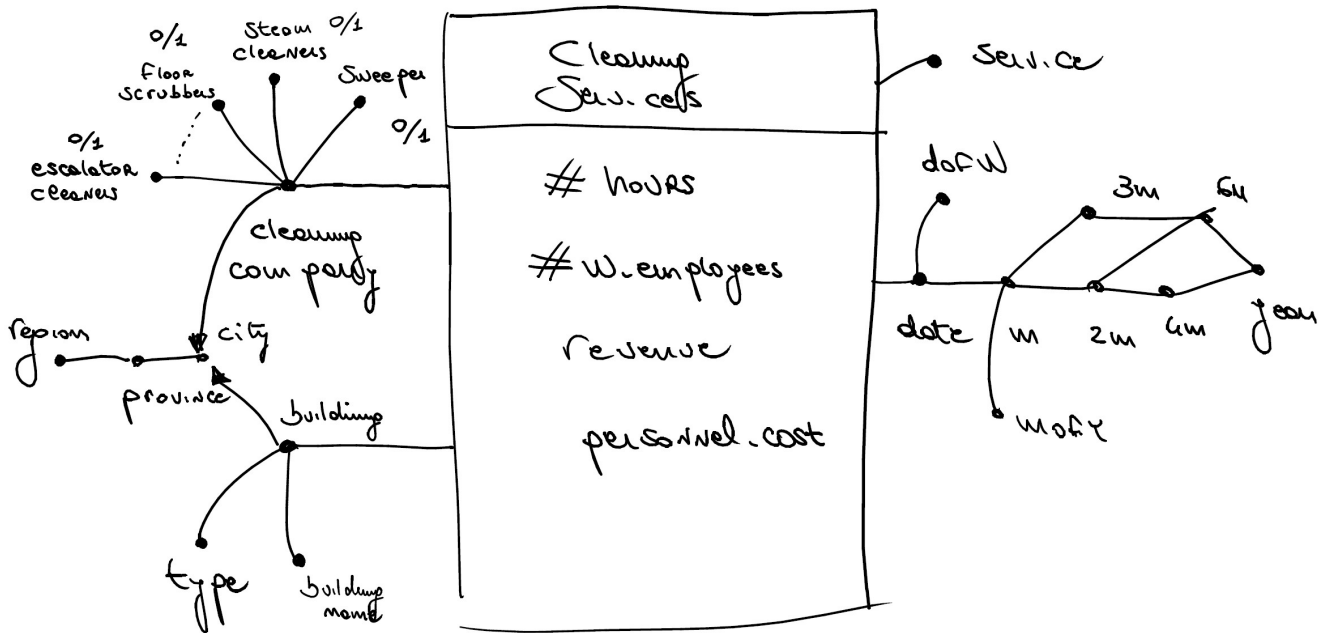 0/1
Steam 0/1
cleaners
floor
scrubbers
Sweeper
0/1
0/1
escalator
cleaners
cleaning
company
region
city
province
building
type
building
name
Cleaning
Services
# hours
# W.employees
revenue
personnel.cost
Service
dofW
3m
6m
date
m
2m
4m
year
mofY